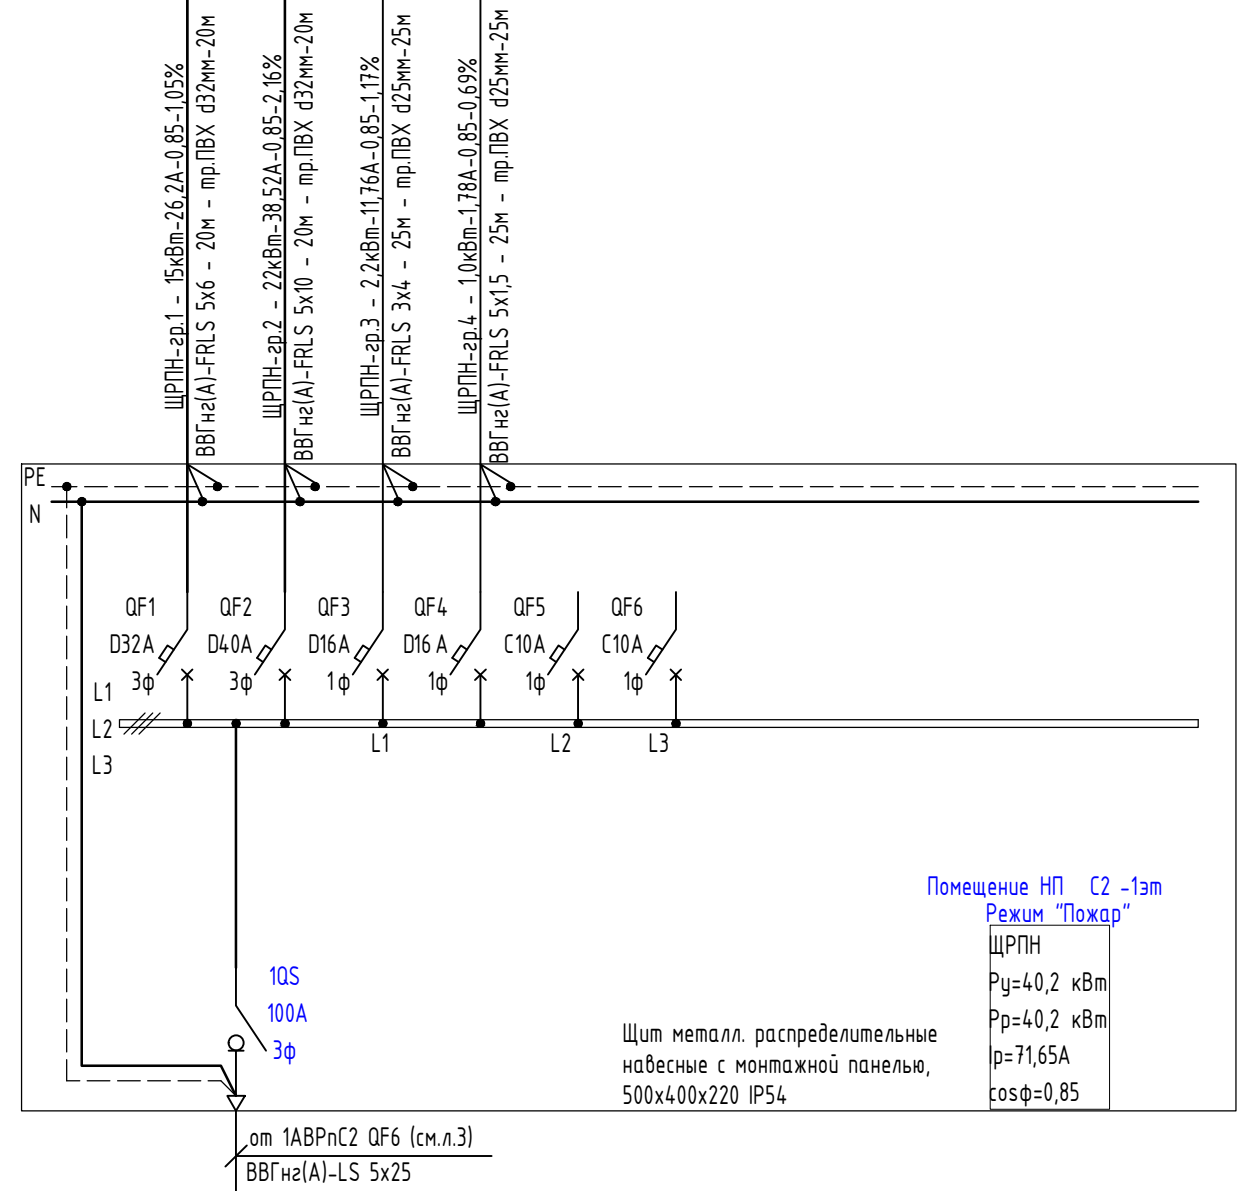 ЩРПН-гр.1 - 15кВт-26,2А-0,85-1,05%
ВВГнг(А)-FRLS 5х6 - 20м - тр.ПВХ d32мм-20м
ЩРПН-гр.2 - 22кВт-38,52А-0,85-2,16%
ВВГнг(А)-FRLS 5х10 - 20м - тр.ПВХ d32мм-20м
ЩРПН-гр.3 - 2,2кВт-11,76А-0,85-1,17%
ВВГнг(А)-FRLS 3х4 - 25м - тр.ПВХ d25мм-25м
ЩРПН-гр.4 - 1,0кВт-1,78А-0,85-0,69%
ВВГнг(А)-FRLS 5х1,5 - 25м - тр.ПВХ d25мм-25м
PE
N
QF1
D32А
3ф
QF2
D40А
3ф
QF3
D16А
1ф
QF4
D16 А
1ф
QF5
С10А
1ф
QF6
С10А
1ф
L1
L2
L3
L1
L2
L3
1QS
100А
3ф
Помещение НП С2 -1эт
Режим "Пожар"
ЩРПН
Ру=40,2 кВт
Рр=40,2 кВт
Iр=71,65А
cosф=0,85
Щит металл. распределительные
навесные с монтажной панелью,
500х400х220 IP54
от 1АВРпС2 QF6 (см.л.3)
ВВГнг(А)-LS 5х25